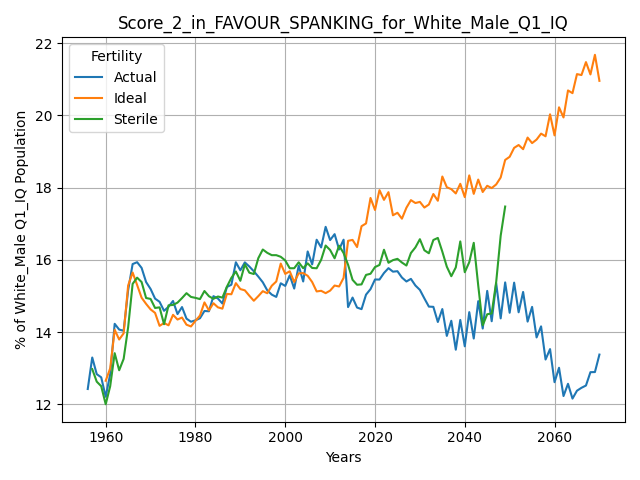 Score_2_in_FAVOUR_SPANKING_for_White_Male_Q1_IQ
Fertility
Actual
Ideal
Sterile
% of White_Male Q1_IQ Population
22
20
18
16
14
12
1960 1980 2000 2020 2040 2060
Years